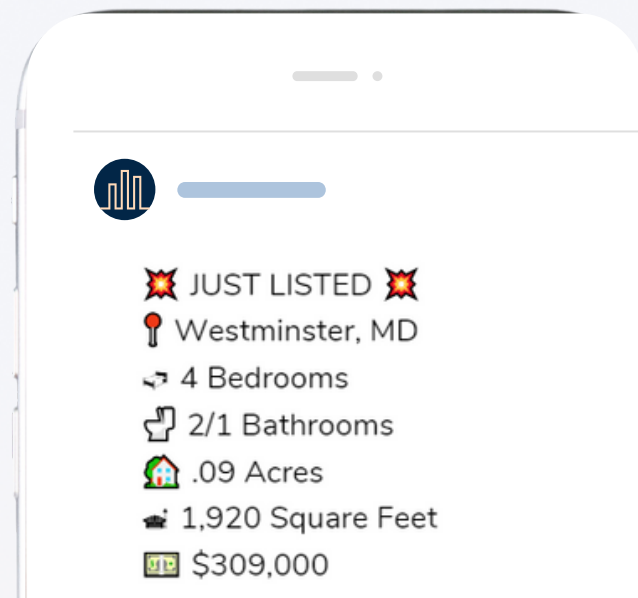 💥 JUST LISTED 💥
📍 Westminster, MD
🛏 4 Bedrooms
🚽 2/1 Bathrooms
🏡 .09 Acres
1,920 Square Feet
💵 $309,000